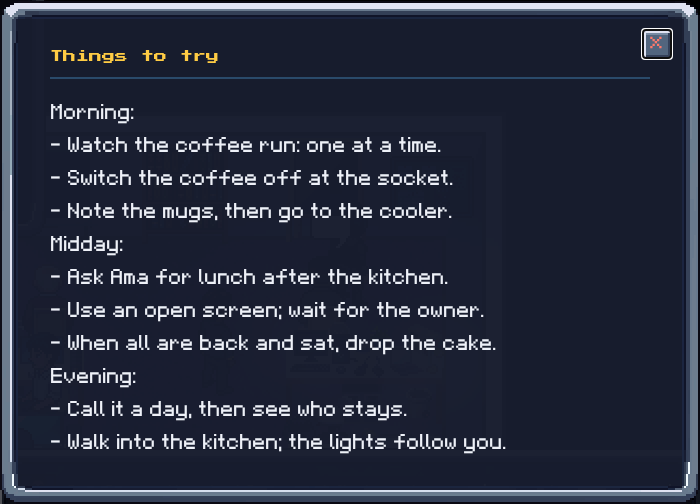 Things to try
Morning:
- Watch the coffee run: one at a time.
- Switch the coffee off at the socket.
- Note the mugs, then go to the cooler.
Midday:
- Ask Ama for lunch after the kitchen.
- Use an open screen; wait for the owner.
- When all are back and sat, drop the cake.
Evening:
- Call it a day, then see who stays.
- Walk into the kitchen; the lights follow you.